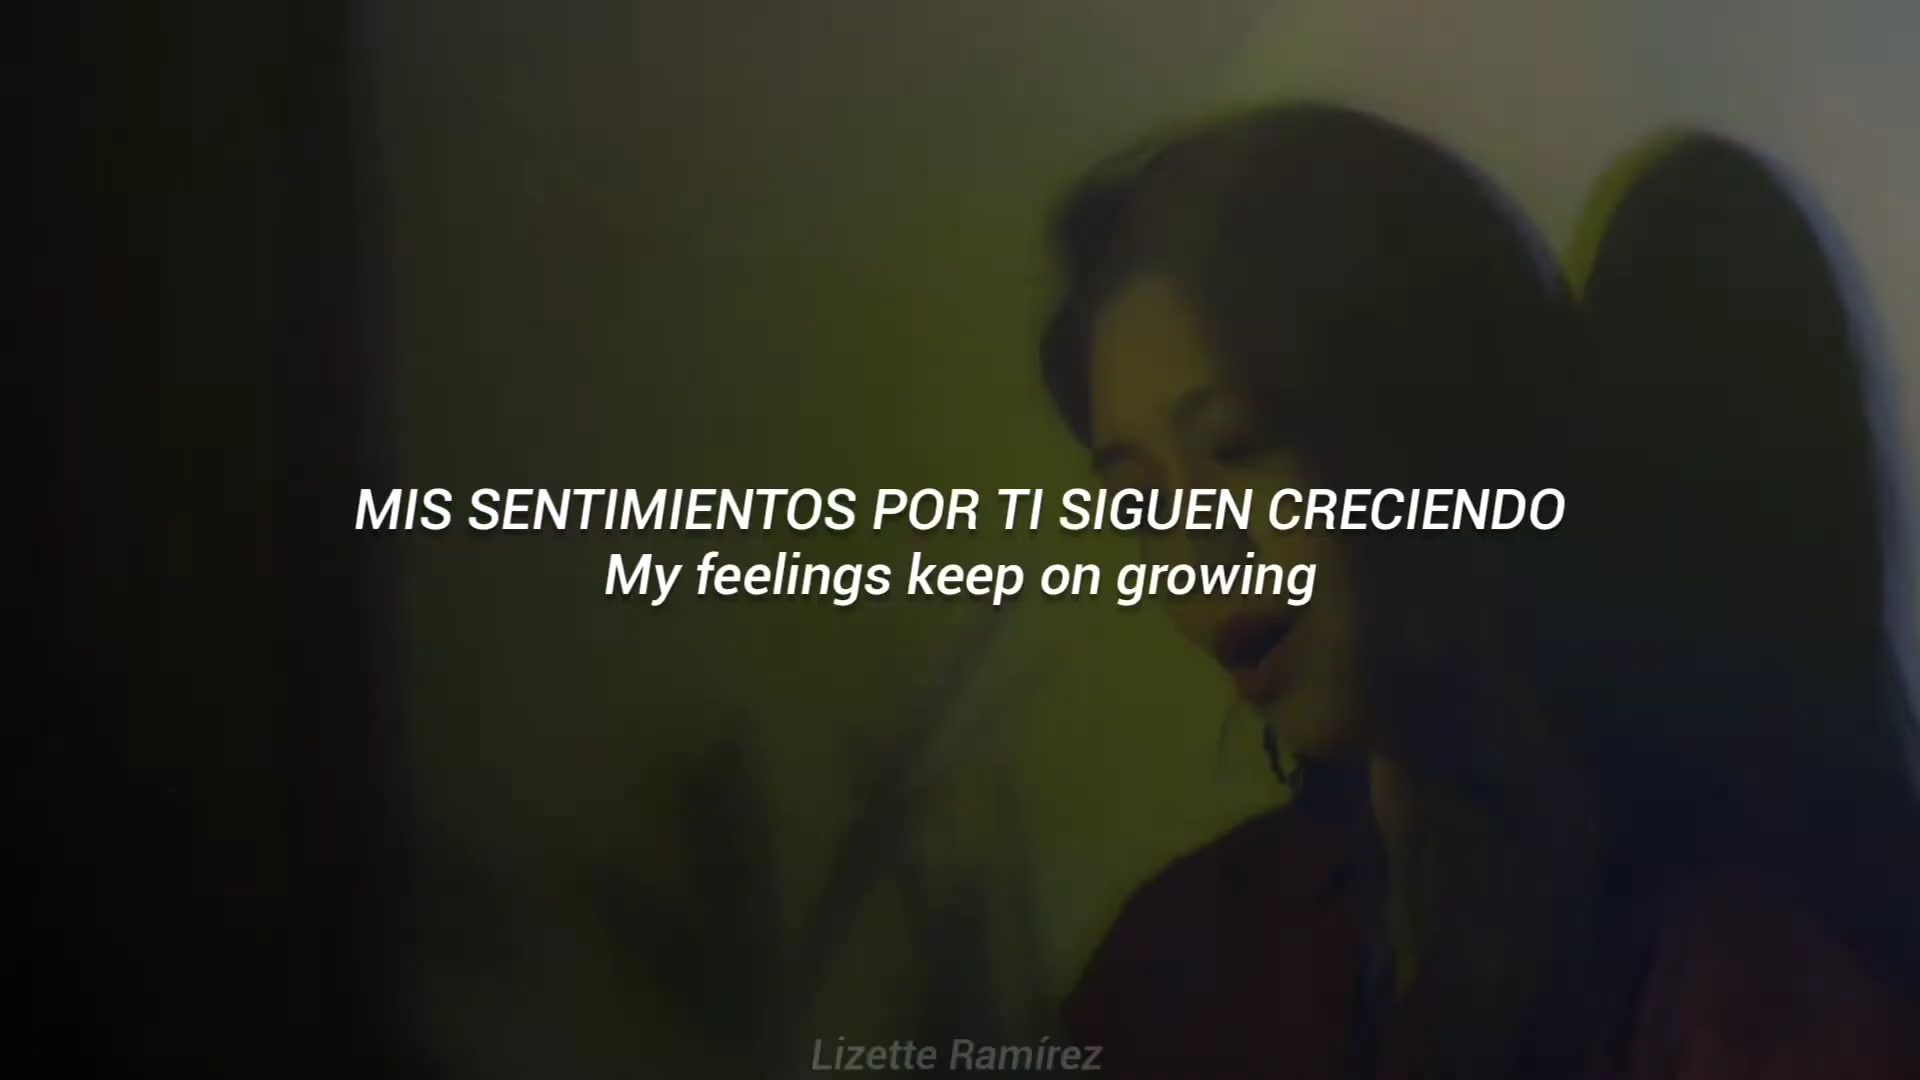 MIS SENTIMIENTOS POR TI SIGUEN CRECIENDO
My feelings keep on growing
Lizette Ramírez